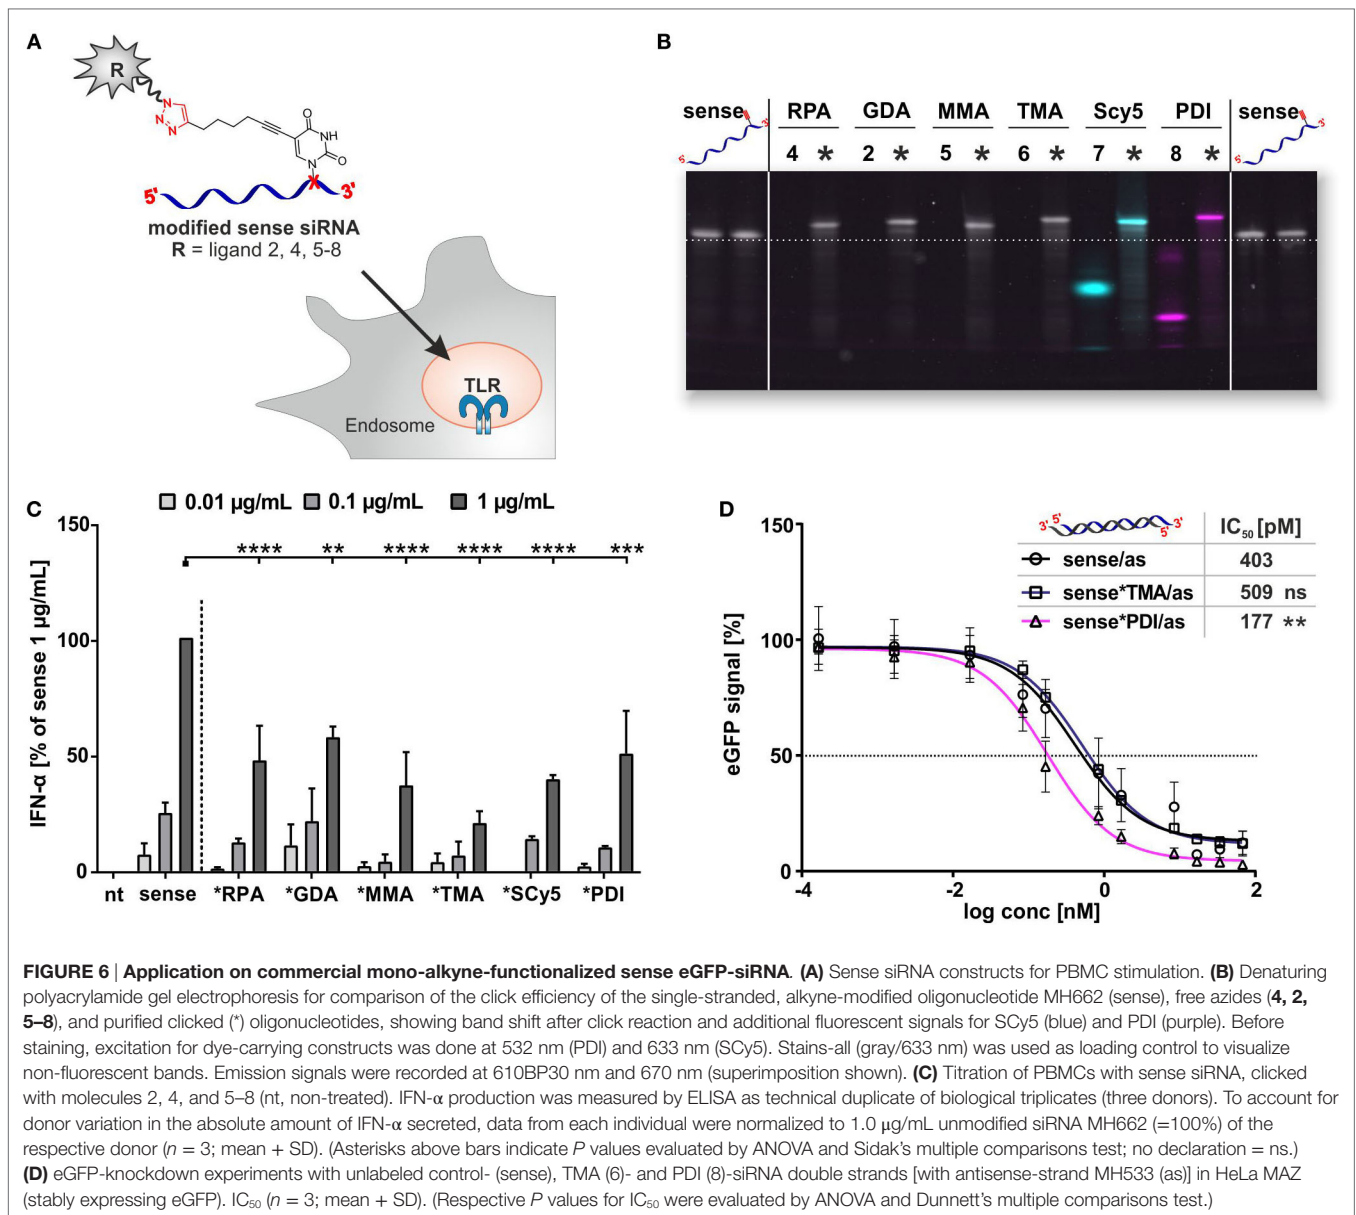 A
R
N
N
N
O
NH
N
O
X
5'
3'
modified sense siRNA
R = ligand 2, 4, 5-8
TLR
Endosome
B
sense RPA GDA MMA TMA Scy5 PDI sense
3' 3'
5' 4 * 2 * 5 * 6 * 7 * 8 * 5'
C
0.01 µg/mL 0.1 µg/mL 1 µg/mL
150
100
50
0
IFN-α [% of sense 1 µg/mL]
**** ** **** **** **** ***
nt sense *RPA *GDA *MMA *TMA *SCy5 *PDI
D
3' 5' 5' 3' IC50 [pM]
sense/as 403
sense*TMA/as 509 ns
sense*PDI/as 177 **
150
100
50
0
eGFP signal [%]
-4 -2 0 2
log conc [nM]
FIGURE 6 | Application on commercial mono-alkyne-functionalized sense eGFP-siRNA. (A) Sense siRNA constructs for PBMC stimulation. (B) Denaturing
polyacrylamide gel electrophoresis for comparison of the click efficiency of the single-stranded, alkyne-modified oligonucleotide MH662 (sense), free azides (4, 2,
5–8), and purified clicked (*) oligonucleotides, showing band shift after click reaction and additional fluorescent signals for SCy5 (blue) and PDI (purple). Before
staining, excitation for dye-carrying constructs was done at 532 nm (PDI) and 633 nm (SCy5). Stains-all (gray/633 nm) was used as loading control to visualize
non-fluorescent bands. Emission signals were recorded at 610BP30 nm and 670 nm (superimposition shown). (C) Titration of PBMCs with sense siRNA, clicked
with molecules 2, 4, and 5–8 (nt, non-treated). IFN-α production was measured by ELISA as technical duplicate of biological triplicates (three donors). To account for
donor variation in the absolute amount of IFN-α secreted, data from each individual were normalized to 1.0 µg/mL unmodified siRNA MH662 (=100%) of the
respective donor (n = 3; mean + SD). (Asterisks above bars indicate P values evaluated by ANOVA and Sidak's multiple comparisons test; no declaration = ns.)
(D) eGFP-knockdown experiments with unlabeled control- (sense), TMA (6)- and PDI (8)-siRNA double strands [with antisense-strand MH533 (as)] in HeLa MAZ
(stably expressing eGFP). IC50 (n = 3; mean + SD). (Respective P values for IC50 were evaluated by ANOVA and Dunnett's multiple comparisons test.)